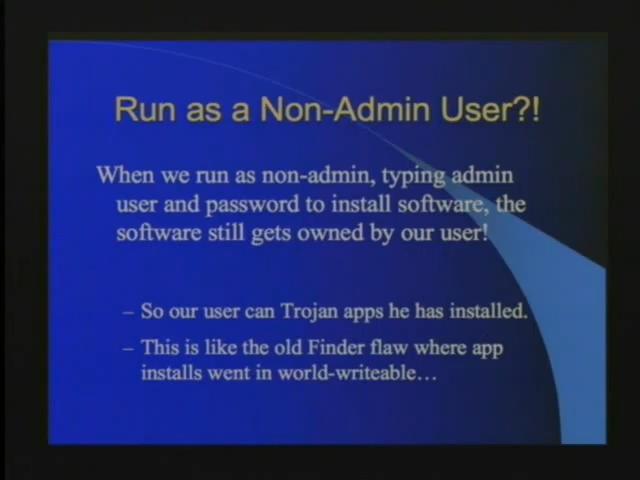 Run as a Non-Admin User?!
When we run as non-admin, typing admin
user and password to install software, the
software still gets owned by our user!
– So our user can Trojan apps he has installed.
– This is like the old Finder flaw where app
installs went in world-writeable…